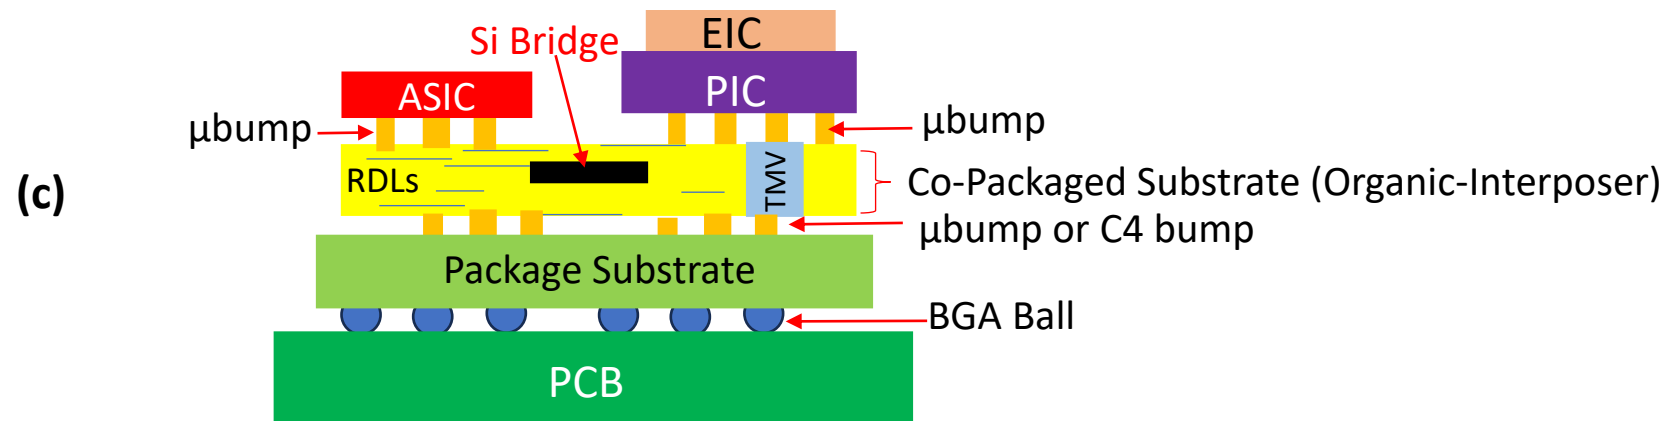 (c)
Si Bridge
EIC
PIC
ASIC
µbump
µbump
RDLs
TMV
Co-Packaged Substrate (Organic-Interposer)
µbump or C4 bump
Package Substrate
BGA Ball
PCB